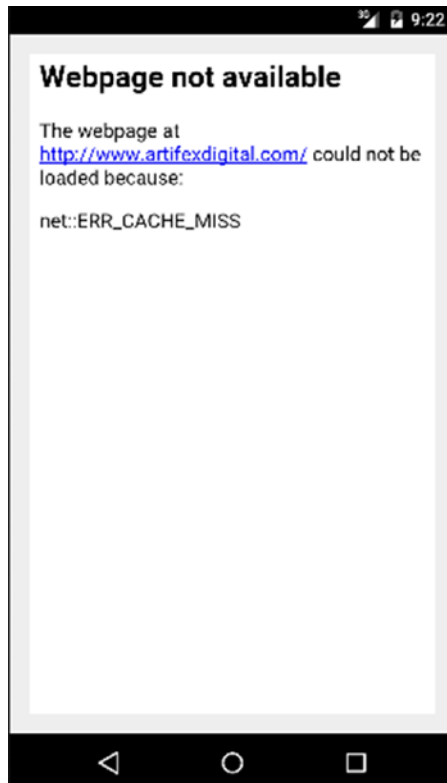 3G 9:22
Webpage not available
The webpage at
http://www.artifexdigital.com/ could not be
loaded because:
net::ERR_CACHE_MISS